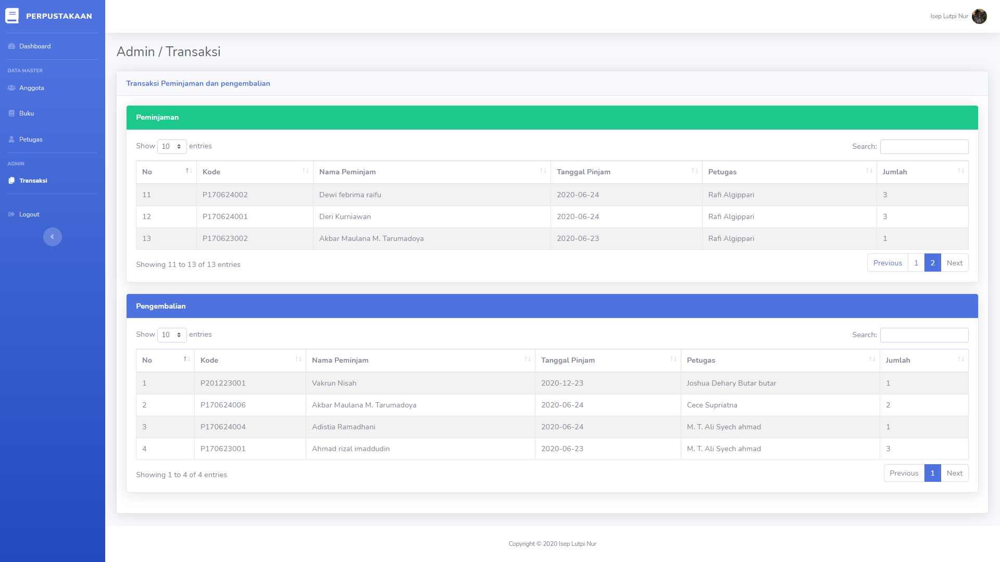 PERPUSTAKAAN
Isep Lutpi Nur
Dashboard
DATA MASTER
Anggota
Buku
Petugas
ADMIN
Transaksi
Logout
Admin / Transaksi
Transaksi Peminjaman dan pengembalian
Peminjaman
Show 10 entries Search:
No Kode Nama Peminjam Tanggal Pinjam Petugas Jumlah
11 P170624002 Dewi febrima raifu 2020-06-24 Rafi Algippari 3
12 P170624001 Deri Kurniawan 2020-06-24 Rafi Algippari 3
13 P170623002 Akbar Maulana M. Tarumadoya 2020-06-23 Rafi Algippari 1
Showing 11 to 13 of 13 entries Previous 1 2 Next
Pengembalian
Show 10 entries Search:
No Kode Nama Peminjam Tanggal Pinjam Petugas Jumlah
1 P201223001 Vakrun Nisah 2020-12-23 Joshua Dehary Butar butar 1
2 P170624006 Akbar Maulana M. Tarumadoya 2020-06-24 Cece Supriatna 2
3 P170624004 Adistia Ramadhani 2020-06-24 M. T. Ali Syech ahmad 1
4 P170623001 Ahmad rizal imaddudin 2020-06-23 M. T. Ali Syech ahmad 3
Showing 1 to 4 of 4 entries Previous 1 Next
Copyright © 2020 Isep Lutpi Nur